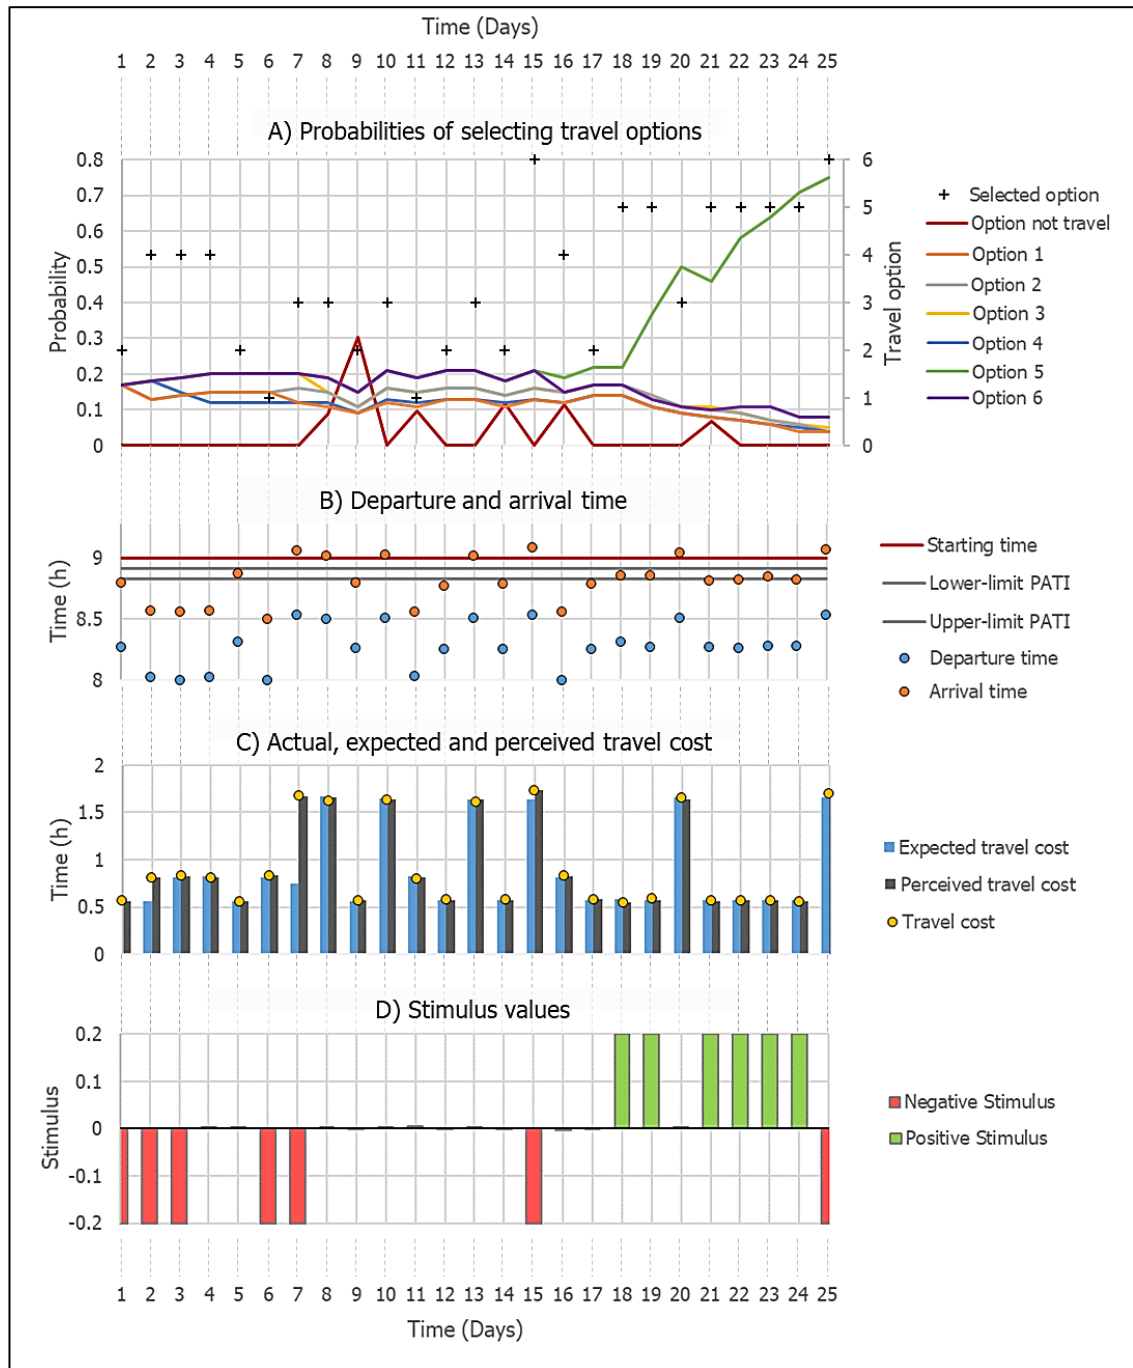 Time (Days)
1 2 3 4 5 6 7 8 9 10 11 12 13 14 15 16 17 18 19 20 21 22 23 24 25
A) Probabilities of selecting travel options
0.8
0.7
0.6
0.5
0.4
0.3
0.2
0.1
0
Probability
6
5
4
3
2
1
0
Travel option
Selected option
Option not travel
Option 1
Option 2
Option 3
Option 4
Option 5
Option 6
B) Departure and arrival time
9
8.5
8
Time (h)
Starting time
Lower-limit PATI
Upper-limit PATI
Departure time
Arrival time
C) Actual, expected and perceived travel cost
2
1.5
1
0.5
0
Time (h)
Expected travel cost
Perceived travel cost
Travel cost
D) Stimulus values
0.2
0.1
0
-0.1
-0.2
Stimulus
Negative Stimulus
Positive Stimulus
1 2 3 4 5 6 7 8 9 10 11 12 13 14 15 16 17 18 19 20 21 22 23 24 25
Time (Days)